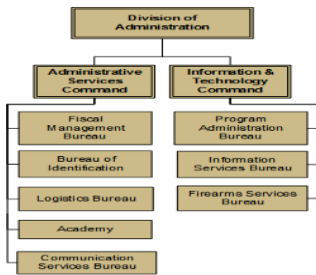 Division of
Administration
Administrative
Services
Command
Information &
Technology
Command
Fiscal
Management
Bureau
Bureau of
Identification
Logistics Bureau
Academy
Communication
Services Bureau
Program
Administration Bureau
Information
Services Bureau
Firearms Services
Bureau